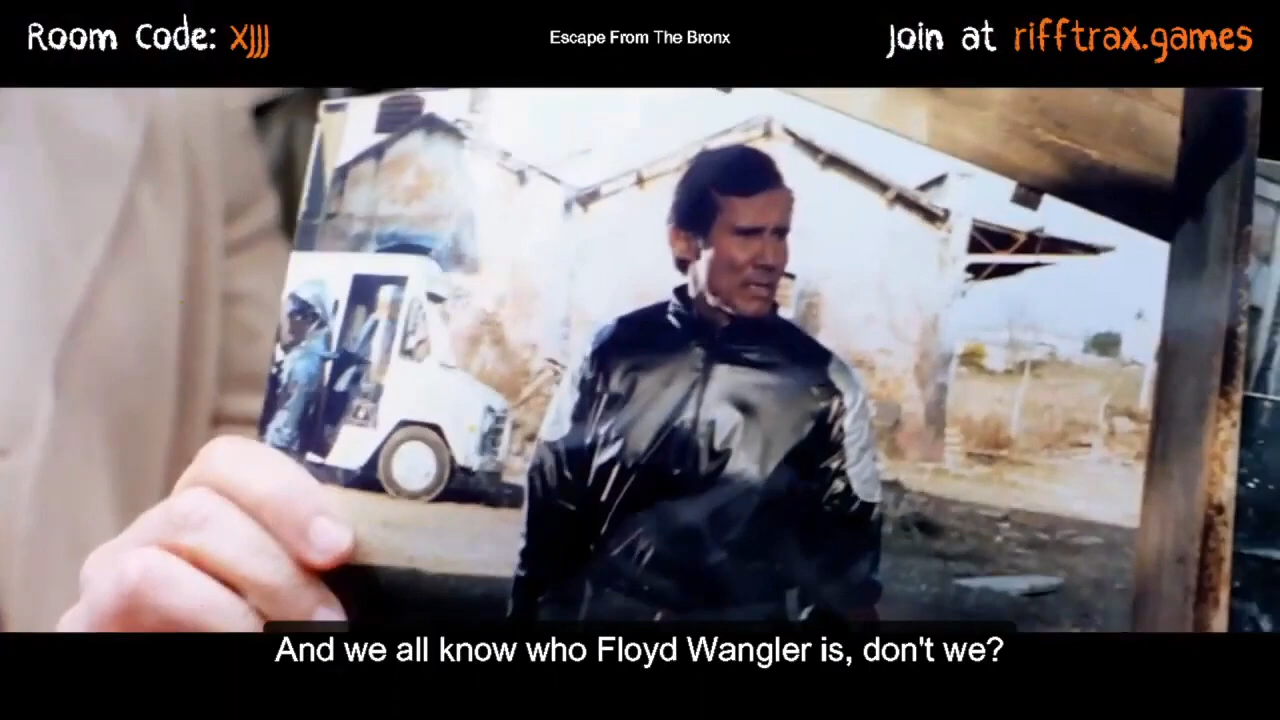 Room Code: XJJJ
Escape From The Bronx
Join at rifftrax.games
And we all know who Floyd Wangler is, don't we?